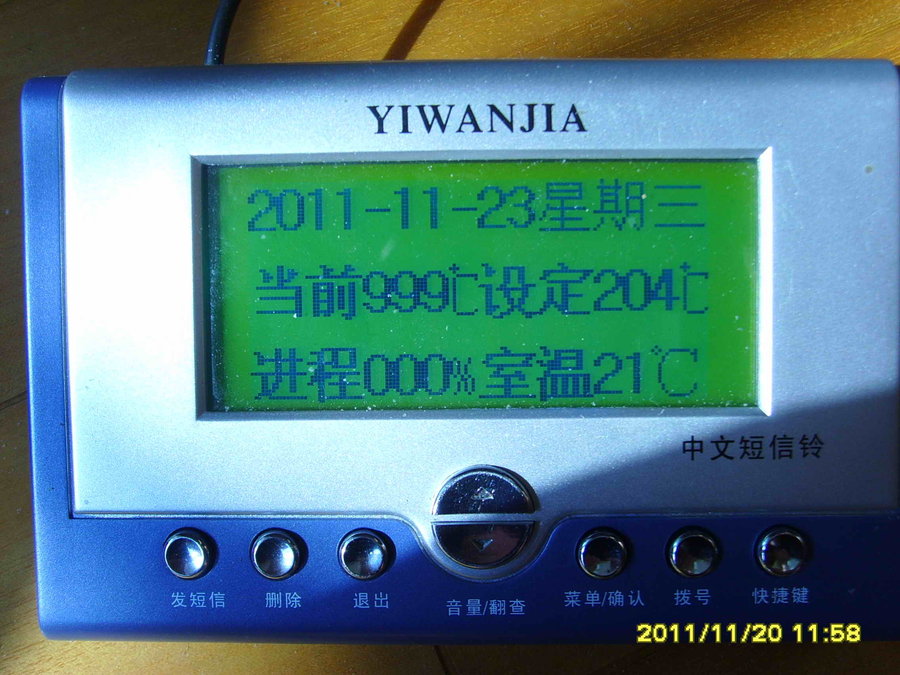 YIWANJIA
2011-11-23星期三
当前999℃设定204℃
进程000%室温21℃
中文短信铃
发短信 删除 退出 音量/翻查 菜单/确认 拨号 快捷键
2011/11/20 11:58